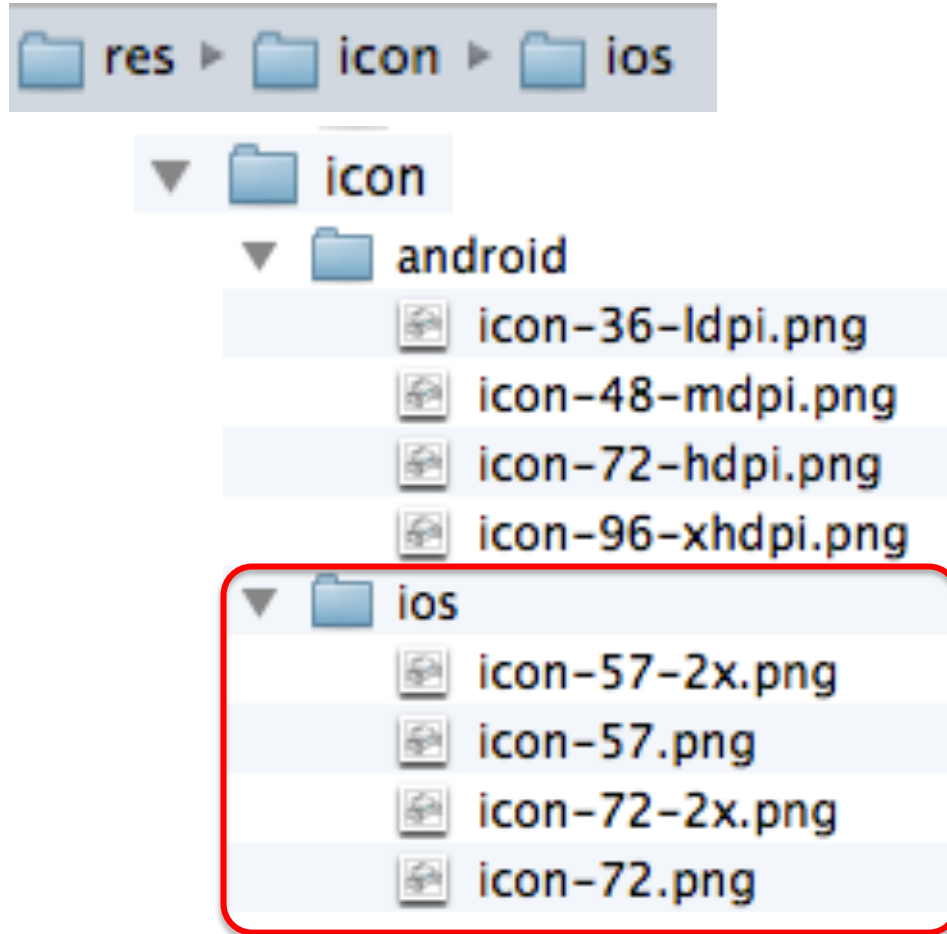 res icon ios
icon
android
icon-36-ldpi.png
icon-48-mdpi.png
icon-72-hdpi.png
icon-96-xhdpi.png
ios
icon-57-2x.png
icon-57.png
icon-72-2x.png
icon-72.png